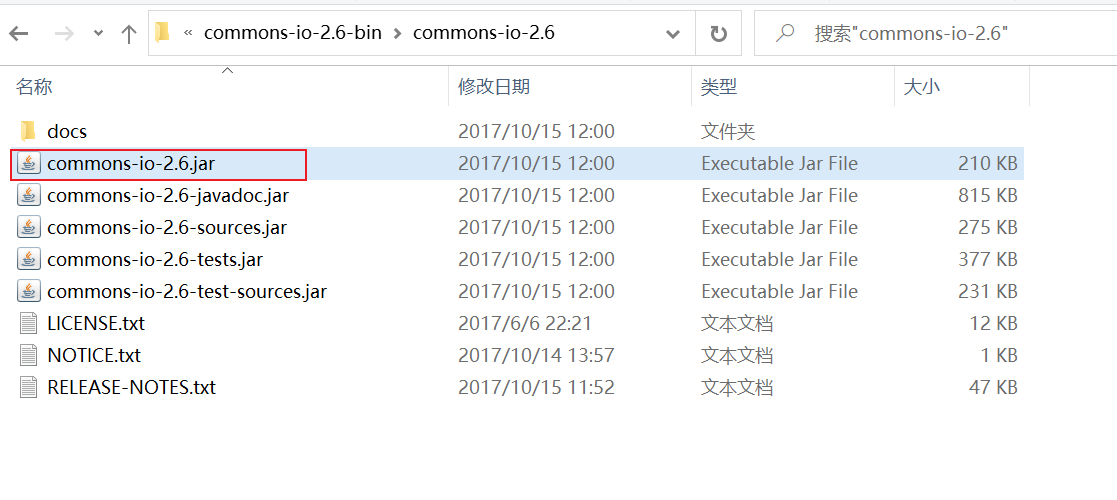 « commons-io-2.6-bin > commons-io-2.6 搜索"commons-io-2.6"
名称 修改日期 类型 大小
docs 2017/10/15 12:00 文件夹
commons-io-2.6.jar 2017/10/15 12:00 Executable Jar File 210 KB
commons-io-2.6-javadoc.jar 2017/10/15 12:00 Executable Jar File 815 KB
commons-io-2.6-sources.jar 2017/10/15 12:00 Executable Jar File 275 KB
commons-io-2.6-tests.jar 2017/10/15 12:00 Executable Jar File 377 KB
commons-io-2.6-test-sources.jar 2017/10/15 12:00 Executable Jar File 231 KB
LICENSE.txt 2017/6/6 22:21 文本文档 12 KB
NOTICE.txt 2017/10/14 13:57 文本文档 1 KB
RELEASE-NOTES.txt 2017/10/15 11:52 文本文档 47 KB